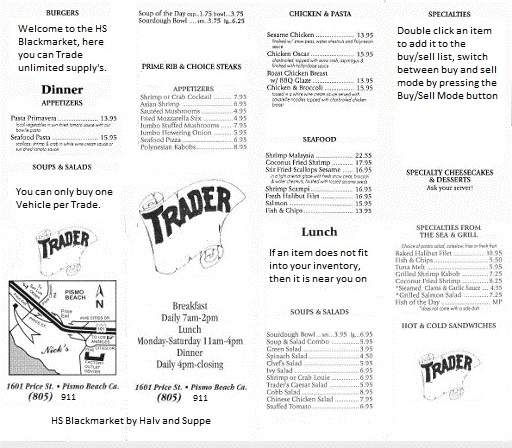 BURGERS
Welcome to the HS
Blackmarket, here
you can Trade
unlimited supply's.
Dinner
APPETIZERS
Pasta Primavera 13.95
Seafood Pasta 15.95
SOUPS & SALADS
You can only buy one
Vehicle per Trade.
TRADER
PISMO
BEACH
A
N
Nick's
1601 Price St. • Pismo Beach Ca.
(805) 911
HS Blackmarket by Halv and Suppe
Soup of the Day cup..1.75 bowl..3.75
Sourdough Bowl ... sm..3.75 lg..6.25
PRIME RIB & CHOICE STEAKS
APPETIZERS
Shrimp or Crab Cocktail 7.95
Asian Shrimp 6.95
Sauteed Mushrooms 4.95
Fried Mozzarella Stix 4.95
Jumbo Stuffed Mushrooms 7.95
Jumbo Flowering Onion 5.95
Seafood Pizza 6.95
Polynesian Kabobs 8.95
TRADER
Breakfast
Daily 7am-2pm
Lunch
Monday-Saturday 11am-4pm
Dinner
Daily 4pm-closing
1601 Price St. • Pismo Beach Ca.
(805) 911
CHICKEN & PASTA
Sesame Chicken 13.95
Chicken Oscar 15.95
Roast Chicken Breast
w/ BBQ Glaze 13.95
Chicken & Broccoli 15.95
SEAFOOD
Shrimp Malaysia 22.55
Coconut Fried Shrimp 17.95
Stir Fried Scallops Sesame 16.95
Shrimp Scampi 16.95
Fresh Halibut Filet 16.95
Salmon 15.95
Fish & Chips 13.95
Lunch
If an item does not fit
into your inventory,
then it is near you on
SOUPS & SALADS
Sourdough Bowl .. sm.. 3.95 lg..6.95
Soup & Salad Combo 5.95
Green Salad 3.95
Spinach Salad 4.50
Chef's Salad 5.95
Ivy Salad 6.95
Shrimp or Crab Louie 6.95
Trader's Caesar Salad 5.95
Cobb Salad 8.95
Chinese Chicken Salad 7.95
Stuffed Tomato 6.95
SPECIALTIES
Double click an item
to add it to the
buy/sell list, switch
between buy and sell
mode by pressing the
Buy/Sell Mode button
SPECIALTY CHEESECAKES
& DESSERTS
Ask your server!
SPECIALTIES FROM
THE SEA & GRILL
Baked Halibut Filet 10.95
Fish & Chips 5.50
Tuna Melt 5.95
Grilled Shrimp Kabob 7.25
Coconut Fried Shrimp 8.25
*Steamed Clams & Garlic Sauce 4.95
*Grilled Salmon Salad 7.25
Fish of the Day MP
*does not come with a side dish
HOT & COLD SANDWICHES
TRADER